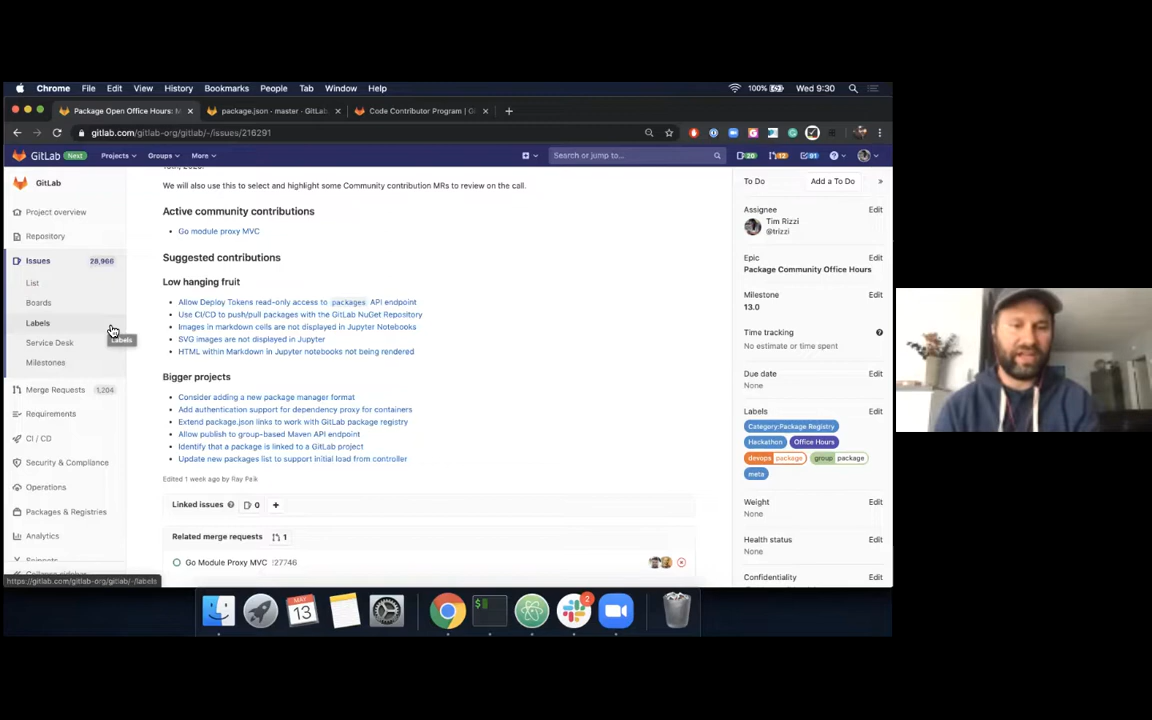 Chrome File Edit View History Bookmarks People Tab Window Help 100% Wed 9:30
Package Open Office Hours: M package.json - master - GitLab Code Contributor Program | G
gitlab.com/gitlab-org/gitlab/-/issues/216291
GitLab Next Projects Groups More Search or jump to... 20 12 91
GitLab
Project overview
Repository
Issues 28,966
List
Boards
Labels
Labels
Service Desk
Milestones
Merge Requests 1,204
Requirements
CI / CD
Security & Compliance
Operations
Packages & Registries
Analytics
https://gitlab.com/gitlab-org/gitlab/-/labels
We will also use this to select and highlight some Community contribution MRs to review on the call.
Active community contributions
Go module proxy MVC
Suggested contributions
Low hanging fruit
Allow Deploy Tokens read-only access to packages API endpoint
Use CI/CD to push/pull packages with the GitLab NuGet Repository
Images in markdown cells are not displayed in Jupyter Notebooks
SVG images are not displayed in Jupyter
HTML within Markdown in Jupyter notebooks not being rendered
Bigger projects
Consider adding a new package manager format
Add authentication support for dependency proxy for containers
Extend package.json links to work with GitLab package registry
Allow publish to group-based Maven API endpoint
Identify that a package is linked to a GitLab project
Update new packages list to support initial load from controller
Edited 1 week ago by Ray Paik
Linked issues 0
Related merge requests 1
Go Module Proxy MVC !27746
To Do Add a To Do
Assignee Edit
Tim Rizzi
@trizzi
Epic Edit
Package Community Office Hours
Milestone Edit
13.0
Time tracking
No estimate or time spent
Due date Edit
None
Labels Edit
Category:Package Registry
Hackathon Office Hours
devops package group package
meta
Weight Edit
None
Health status Edit
None
Confidentiality Edit
MAY
13
2